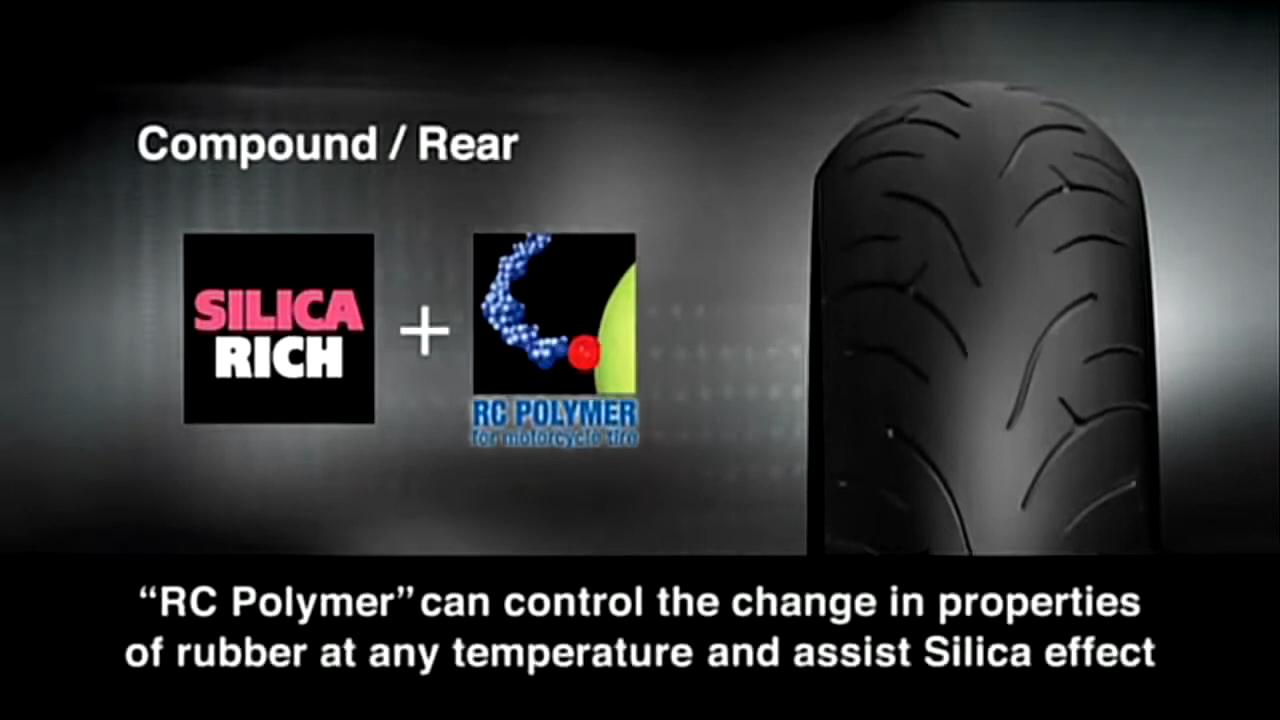 Compound / Rear
SILICA
RICH
+
RC POLYMER
for motorcycle tire
“RC Polymer” can control the change in properties
of rubber at any temperature and assist Silica effect